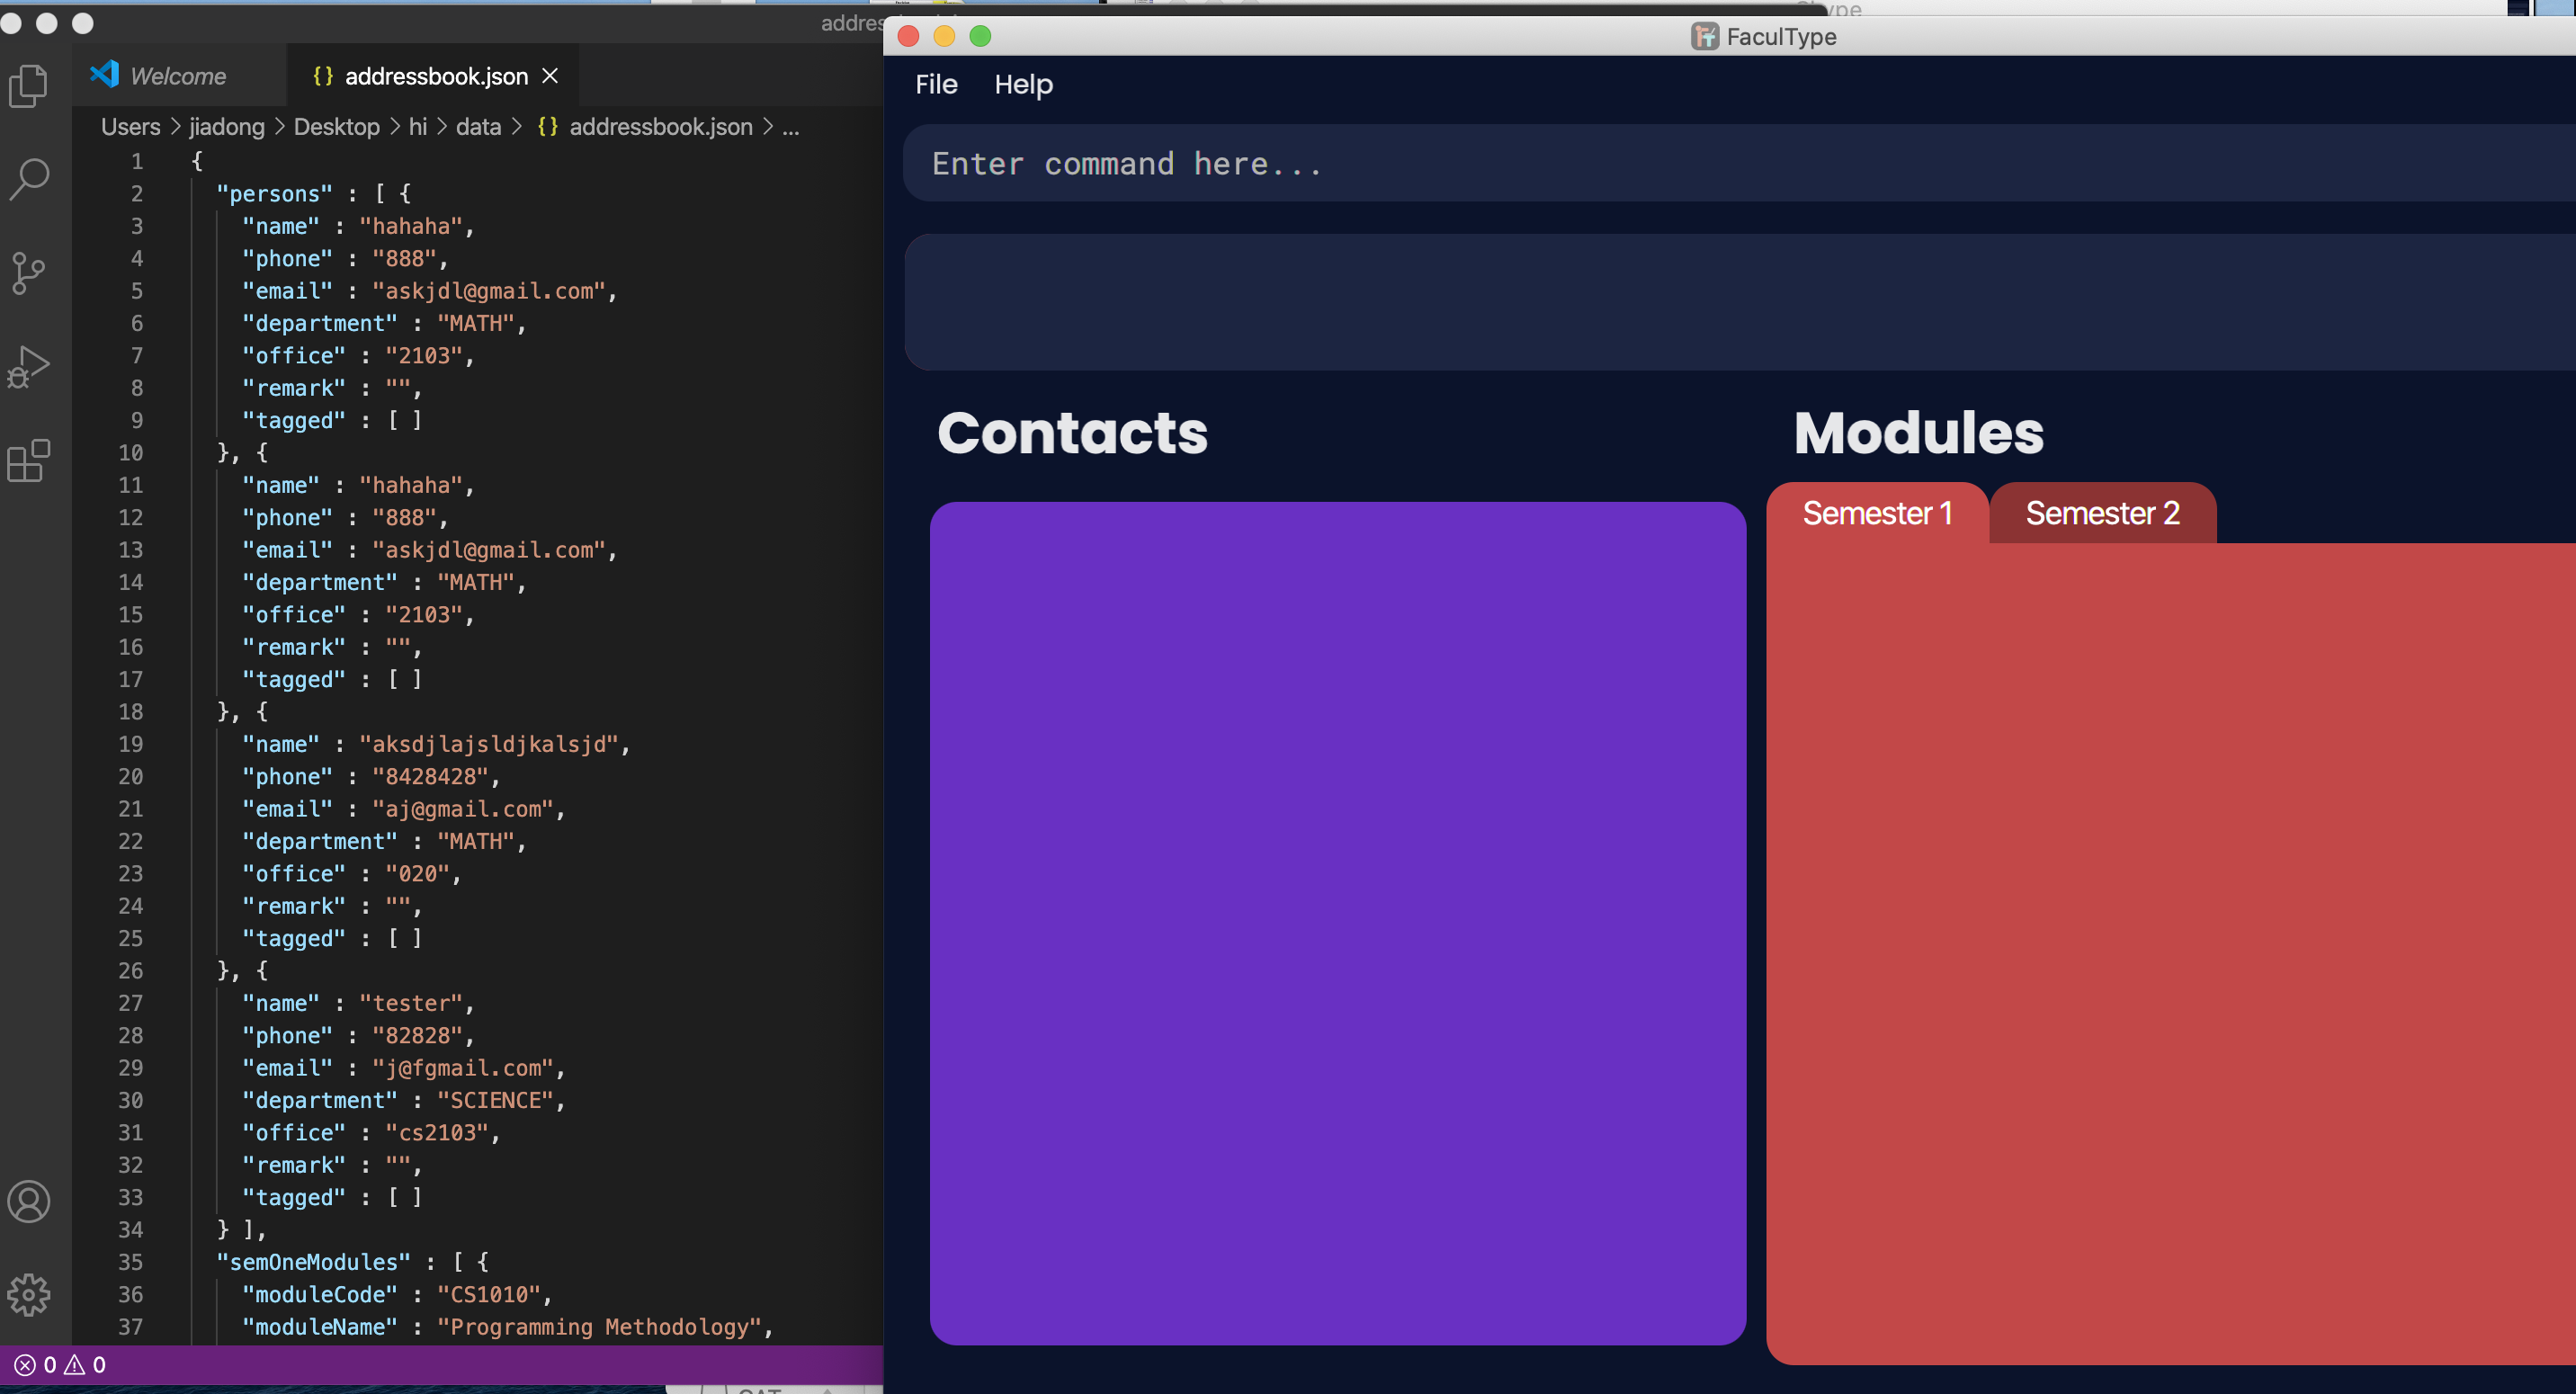 addres
Welcome
{} addressbook.json ×
Users > jiadong > Desktop > hi > data > {} addressbook.json > ...
1 {
2 "persons" : [ {
3 "name" : "hahaha",
4 "phone" : "888",
5 "email" : "askjdl@gmail.com",
6 "department" : "MATH",
7 "office" : "2103",
8 "remark" : "",
9 "tagged" : [ ]
10 }, {
11 "name" : "hahaha",
12 "phone" : "888",
13 "email" : "askjdl@gmail.com",
14 "department" : "MATH",
15 "office" : "2103",
16 "remark" : "",
17 "tagged" : [ ]
18 }, {
19 "name" : "aksdjlajsldjkalsjd",
20 "phone" : "8428428",
21 "email" : "aj@gmail.com",
22 "department" : "MATH",
23 "office" : "020",
24 "remark" : "",
25 "tagged" : [ ]
26 }, {
27 "name" : "tester",
28 "phone" : "82828",
29 "email" : "j@fgmail.com",
30 "department" : "SCIENCE",
31 "office" : "cs2103",
32 "remark" : "",
33 "tagged" : [ ]
34 } ],
35 "semOneModules" : [ {
36 "moduleCode" : "CS1010",
37 "moduleName" : "Programming Methodology",
0 0
FaculType
File Help
Enter command here...
Contacts
Modules
Semester 1
Semester 2